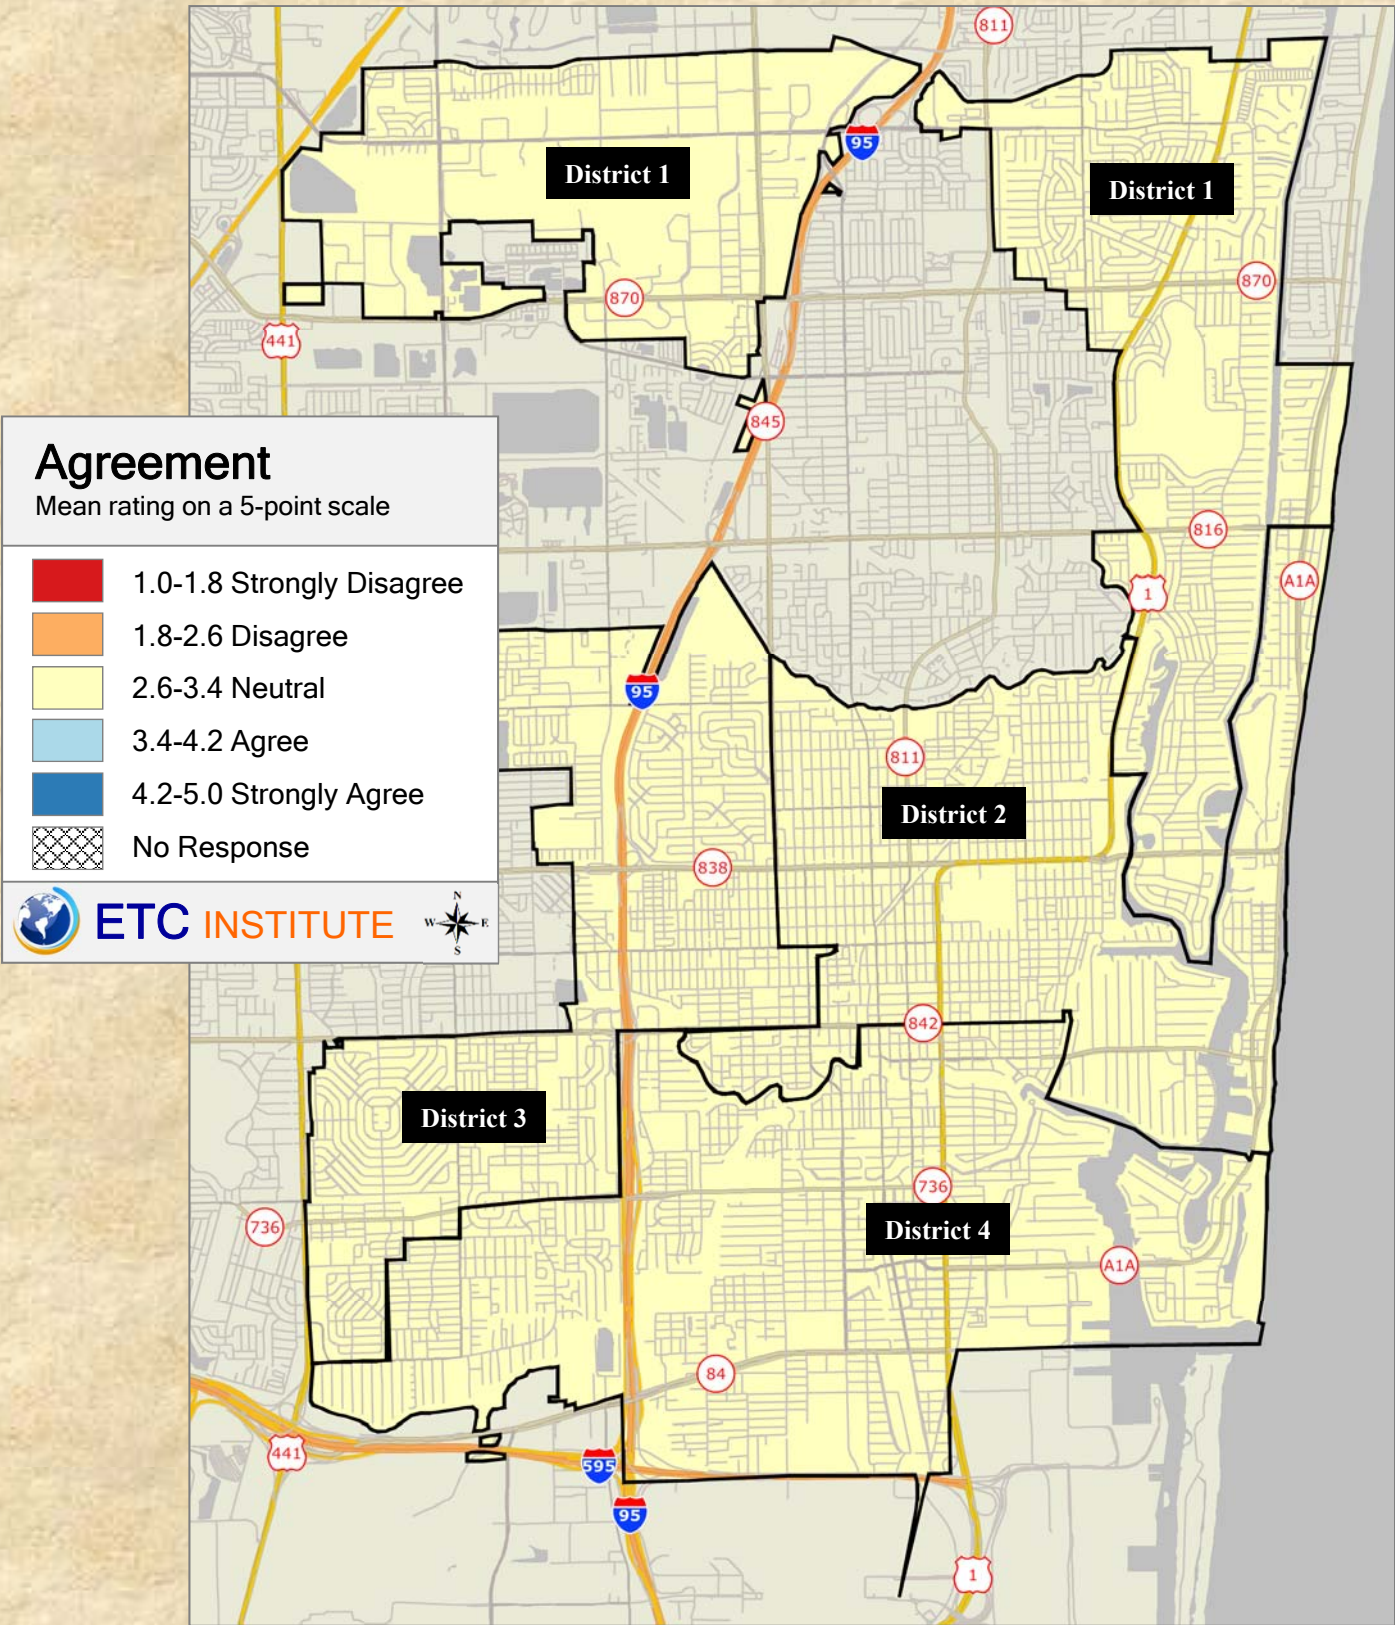 811
95
District 1
District 1
870
870
441
845
Agreement
Mean rating on a 5-point scale
1.0-1.8 Strongly Disagree
1.8-2.6 Disagree
2.6-3.4 Neutral
3.4-4.2 Agree
4.2-5.0 Strongly Agree
No Response
ETC INSTITUTE
N
W E
S
816
A1A
1
95
811
District 2
838
842
District 3
736
736
District 4
A1A
84
441
595
95
1